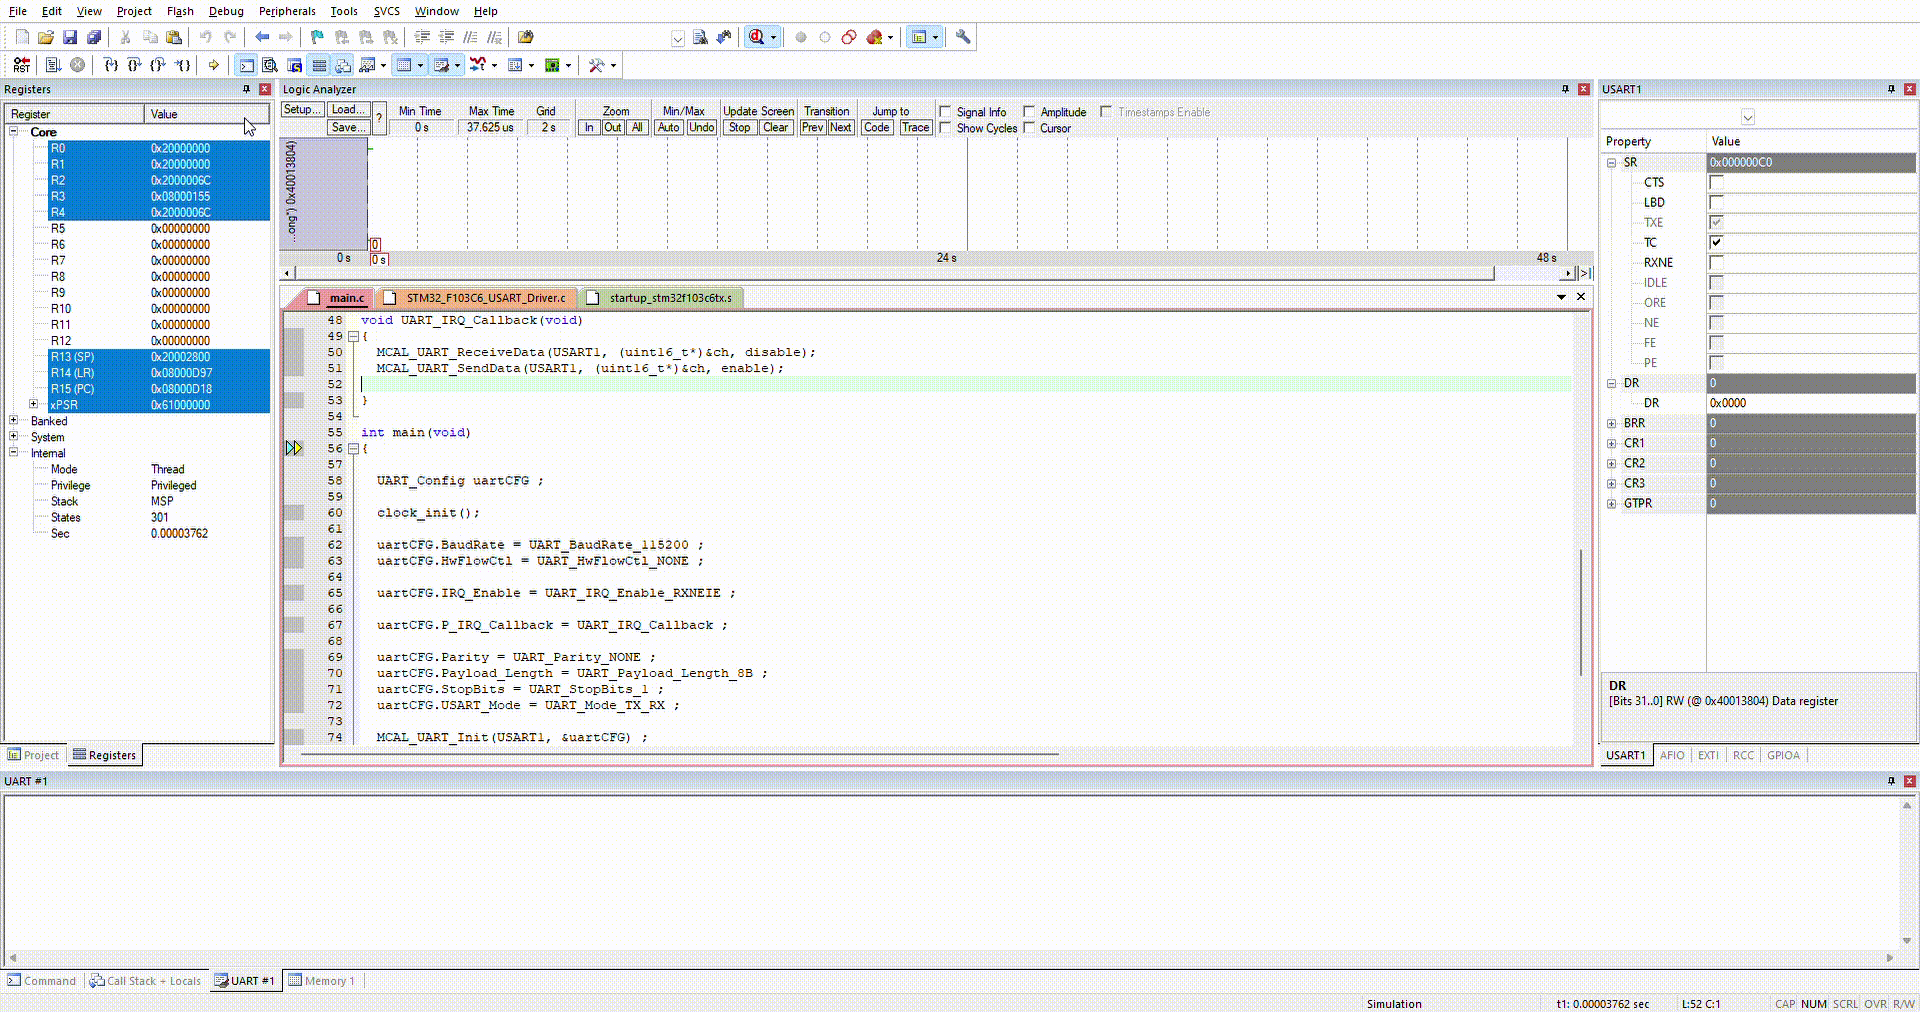 File Edit View Project Flash Debug Peripherals Tools SVCS Window Help
Registers
Register Value
Core
R0 0x20000000
R1 0x20000000
R2 0x2000006C
R3 0x08000155
R4 0x2000006C
R5 0x00000000
R6 0x00000000
R7 0x00000000
R8 0x00000000
R9 0x00000000
R10 0x00000000
R11 0x00000000
R12 0x00000000
R13 (SP) 0x20002800
R14 (LR) 0x08000D97
R15 (PC) 0x08000D18
xPSR 0x61000000
Banked
System
Internal
Mode Thread
Privilege Privileged
Stack MSP
States 301
Sec 0.00003762
Project Registers
Logic Analyzer
Setup... Load... Min Time Max Time Grid Zoom Min/Max Update Screen Transition Jump to Signal Info Amplitude Timestamps Enable
Save... ? 0 s 37.625 us 2 s In Out All Auto Undo Stop Clear Prev Next Code Trace Show Cycles Cursor
...ong*) 0x40013804)
0
0 s 0 s 24 s 48 s
main.c STM32_F103C6_USART_Driver.c startup_stm32f103c6tx.s
48 void UART_IRQ_Callback(void)
49 {
50 MCAL_UART_ReceiveData(USART1, (uint16_t*)&ch, disable);
51 MCAL_UART_SendData(USART1, (uint16_t*)&ch, enable);
52
53 }
54
55 int main(void)
56 {
57
58 UART_Config uartCFG ;
59
60 clock_init();
61
62 uartCFG.BaudRate = UART_BaudRate_115200 ;
63 uartCFG.HwFlowCtl = UART_HwFlowCtl_NONE ;
64
65 uartCFG.IRQ_Enable = UART_IRQ_Enable_RXNEIE ;
66
67 uartCFG.P_IRQ_Callback = UART_IRQ_Callback ;
68
69 uartCFG.Parity = UART_Parity_NONE ;
70 uartCFG.Payload_Length = UART_Payload_Length_8B ;
71 uartCFG.StopBits = UART_StopBits_1 ;
72 uartCFG.USART_Mode = UART_Mode_TX_RX ;
73
74 MCAL_UART_Init(USART1, &uartCFG) ;
USART1
Property Value
SR 0x000000C0
CTS
LBD
TXE
TC
RXNE
IDLE
ORE
NE
FE
PE
DR 0
DR 0x0000
BRR 0
CR1 0
CR2 0
CR3 0
GTPR 0
DR
[Bits 31..0] RW (@ 0x40013804) Data register
USART1 AFIO EXTI RCC GPIOA
UART #1
Command Call Stack + Locals UART #1 Memory 1
Simulation t1: 0.00003762 sec L:52 C:1 CAP NUM SCRL OVR R/W